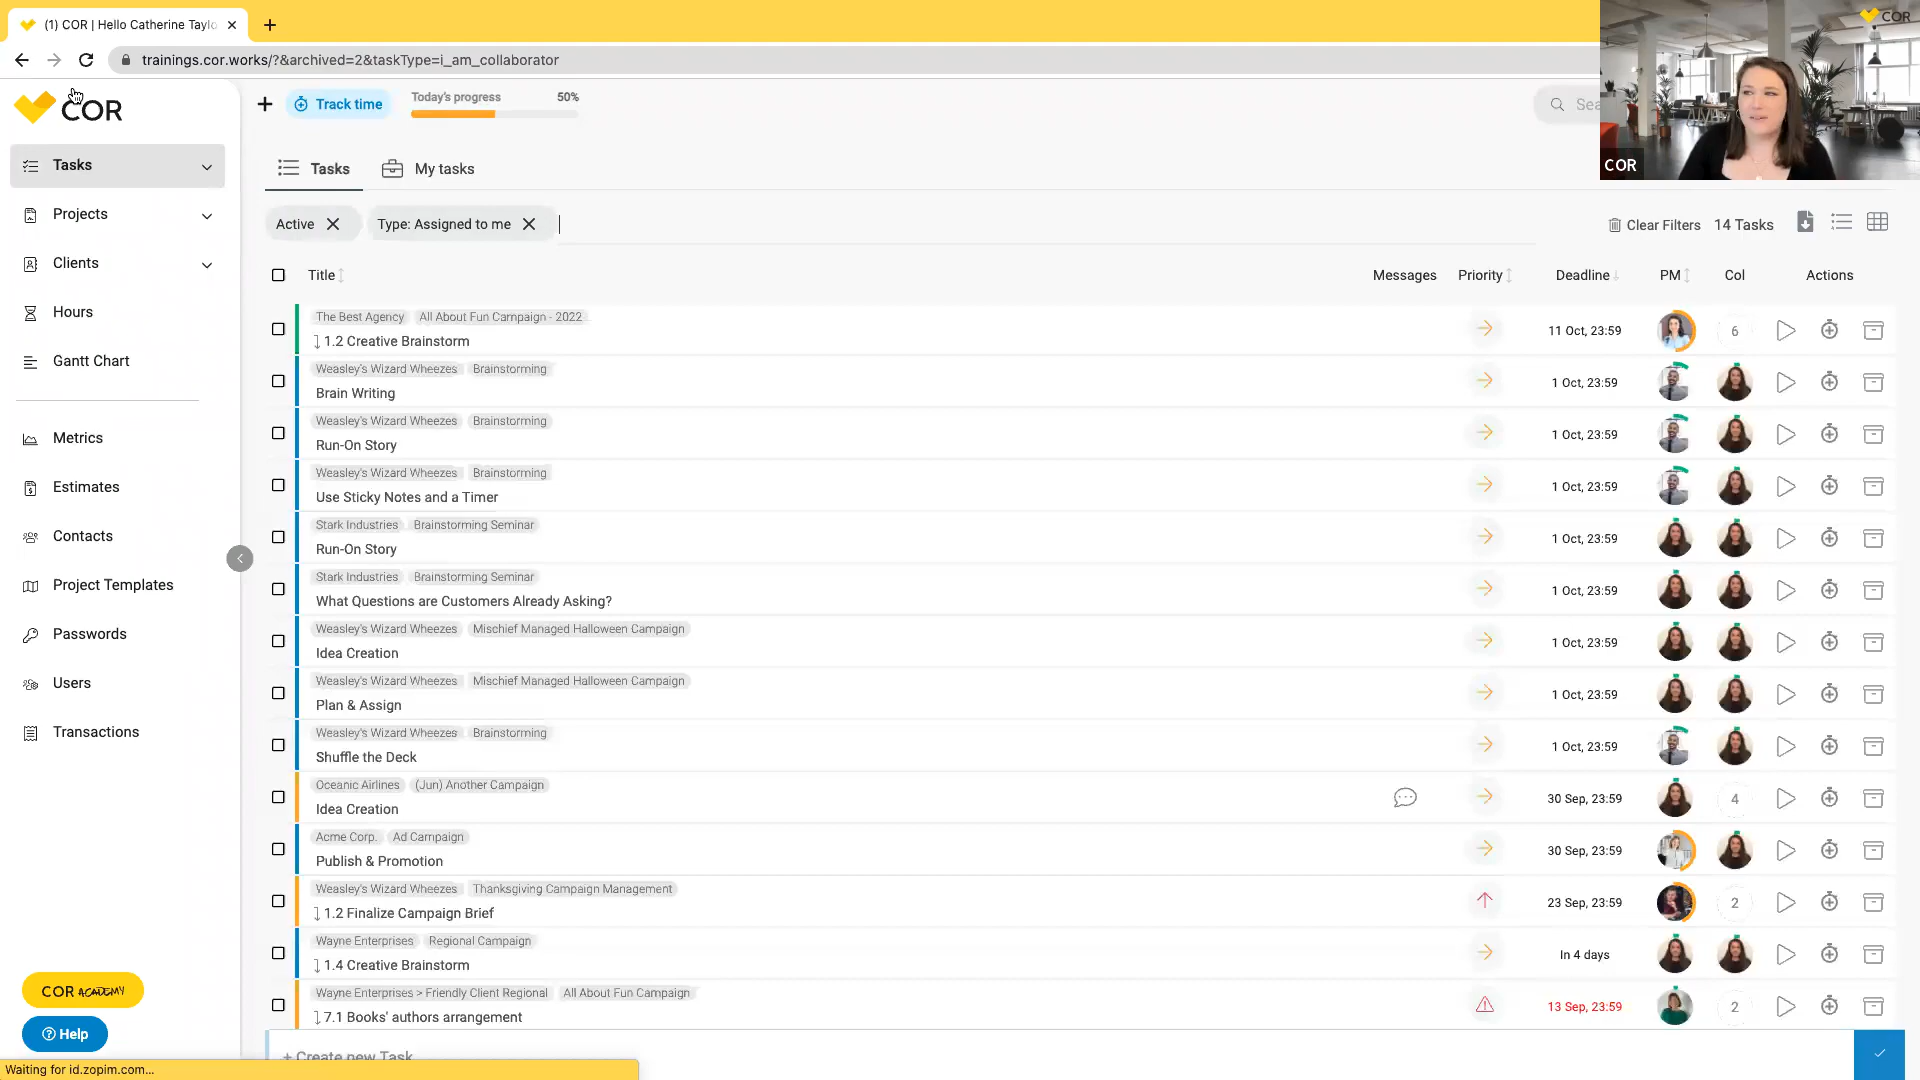 (1) COR | Hello Catherine Taylo
trainings.cor.works/?&archived=2&taskType=i_am_collaborator
COR
COR
COR
Track time
Today's progress
50%
Tasks
Projects
Clients
Hours
Gantt Chart
Metrics
Estimates
Contacts
Project Templates
Passwords
Users
Transactions
COR ACADEMY
Help
Waiting for id.zopim.com...
Tasks
My tasks
Active
Type: Assigned to me
Clear Filters
14 Tasks
Title
Messages
Priority
Deadline
PM
Col
Actions
The Best Agency All About Fun Campaign - 2022
1.2 Creative Brainstorm
11 Oct, 23:59
6
Weasley's Wizard Wheezes Brainstorming
Brain Writing
1 Oct, 23:59
Weasley's Wizard Wheezes Brainstorming
Run-On Story
1 Oct, 23:59
Weasley's Wizard Wheezes Brainstorming
Use Sticky Notes and a Timer
1 Oct, 23:59
Stark Industries Brainstorming Seminar
Run-On Story
1 Oct, 23:59
Stark Industries Brainstorming Seminar
What Questions are Customers Already Asking?
1 Oct, 23:59
Weasley's Wizard Wheezes Mischief Managed Halloween Campaign
Idea Creation
1 Oct, 23:59
Weasley's Wizard Wheezes Mischief Managed Halloween Campaign
Plan & Assign
1 Oct, 23:59
Weasley's Wizard Wheezes Brainstorming
Shuffle the Deck
1 Oct, 23:59
Oceanic Airlines (Jun) Another Campaign
Idea Creation
30 Sep, 23:59
4
Acme Corp. Ad Campaign
Publish & Promotion
30 Sep, 23:59
Weasley's Wizard Wheezes Thanksgiving Campaign Management
1.2 Finalize Campaign Brief
23 Sep, 23:59
2
Wayne Enterprises Regional Campaign
1.4 Creative Brainstorm
In 4 days
Wayne Enterprises > Friendly Client Regional All About Fun Campaign
7.1 Books' authors arrangement
13 Sep, 23:59
2
+ Create new Task